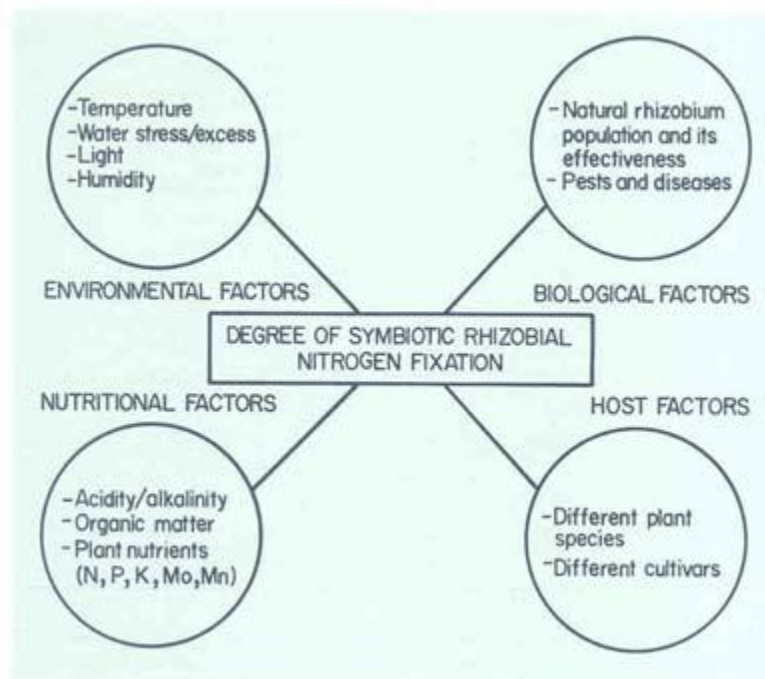 -Temperature
-Water stress/excess
-Light
-Humidity
ENVIRONMENTAL FACTORS
- Natural rhizobium
population and its
effectiveness
- Pests and diseases
BIOLOGICAL FACTORS
DEGREE OF SYMBIOTIC RHIZOBIAL
NITROGEN FIXATION
NUTRITIONAL FACTORS
-Acidity/alkalinity
-Organic matter
-Plant nutrients
(N, P, K, Mo, Mn)
HOST FACTORS
-Different plant
species
-Different cultivars